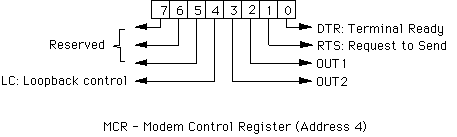 7 6 5 4 3 2 1 0
DTR: Terminal Ready
Reserved
RTS: Request to Send
OUT1
LC: Loopback control
OUT2
MCR - Modem Control Register (Address 4)